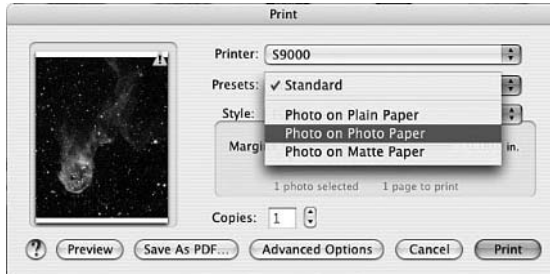 Print
Printer: S9000
Presets: ✓ Standard
Style: Photo on Plain Paper
Photo on Photo Paper
Margi in.
Photo on Matte Paper
1 photo selected 1 page to print
Copies: 1
? Preview Save As PDF... Advanced Options Cancel Print